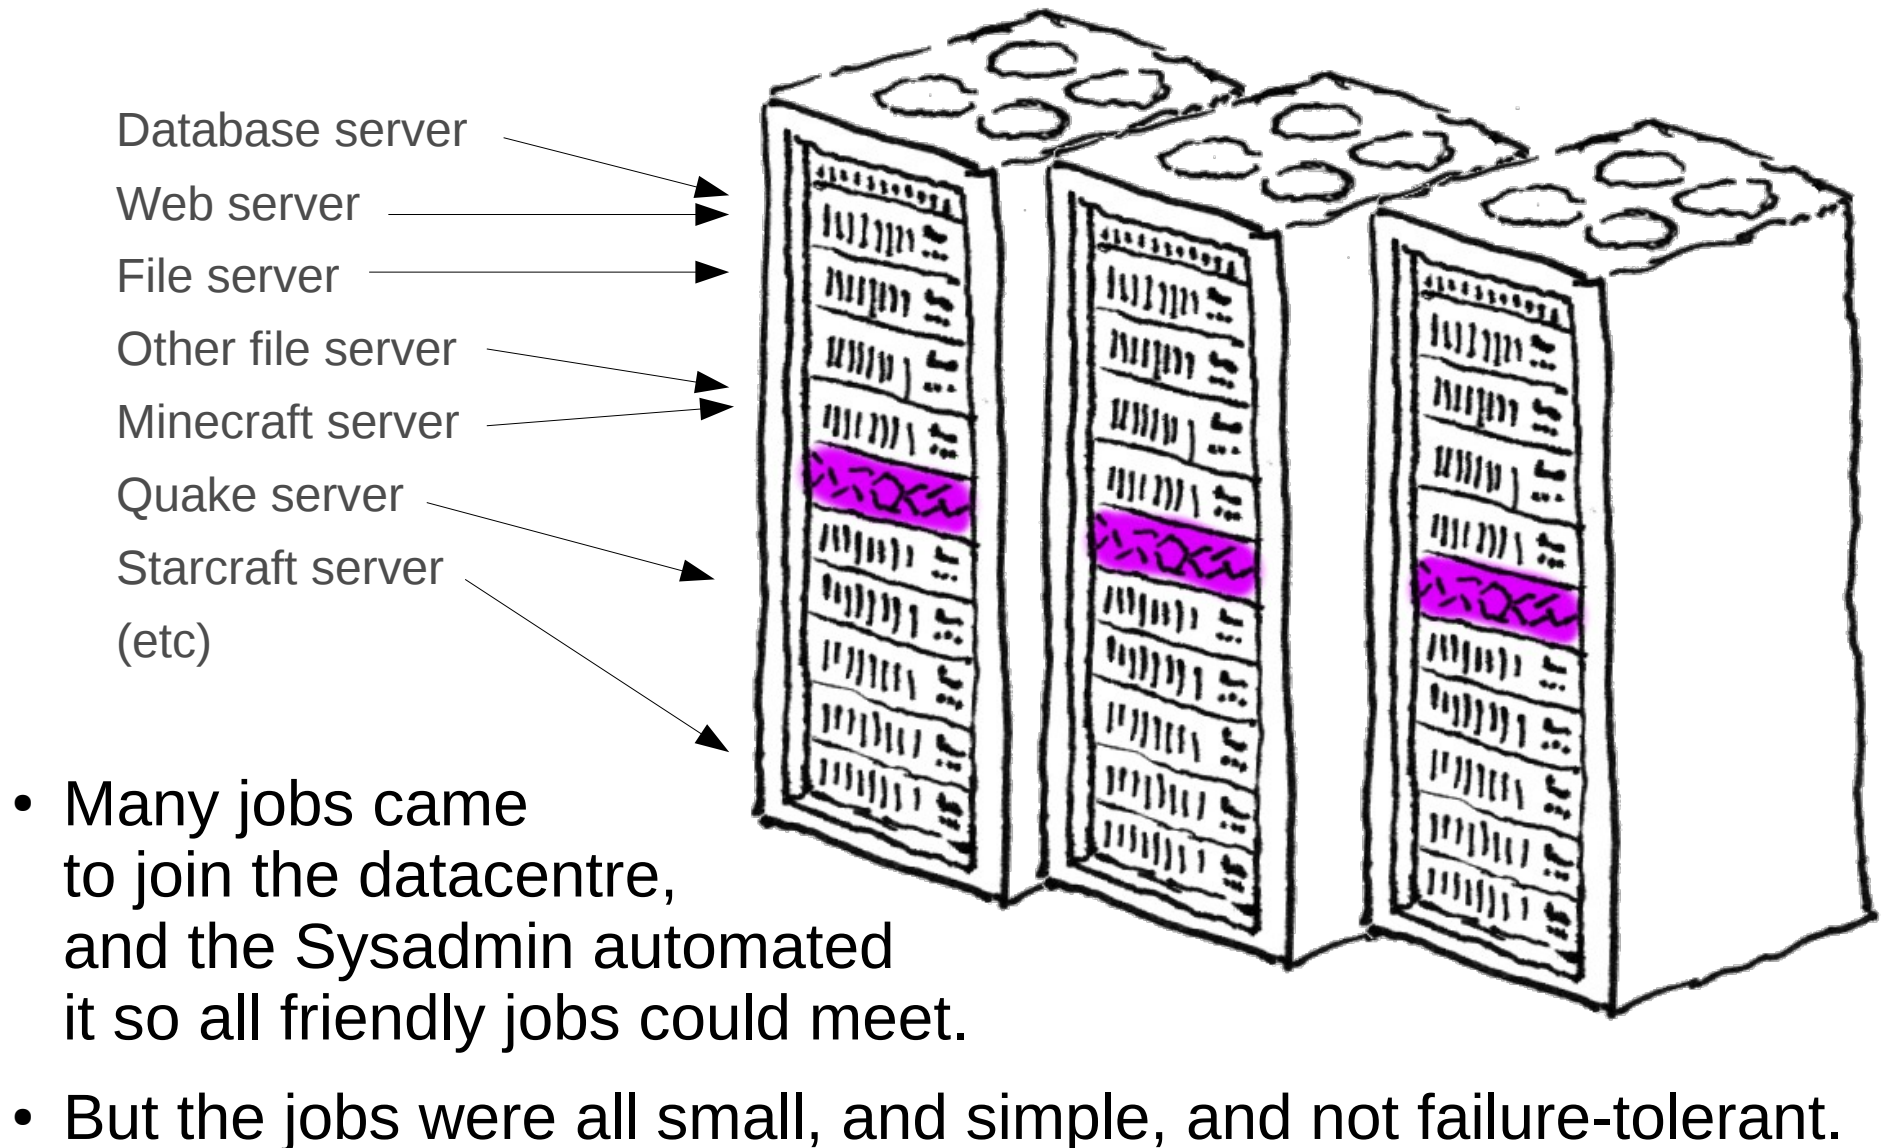 Database server
Web server
File server
Other file server
Minecraft server
Quake server
Starcraft server
(etc)
• Many jobs came
to join the datacentre,
and the Sysadmin automated
it so all friendly jobs could meet.
• But the jobs were all small, and simple, and not failure-tolerant.